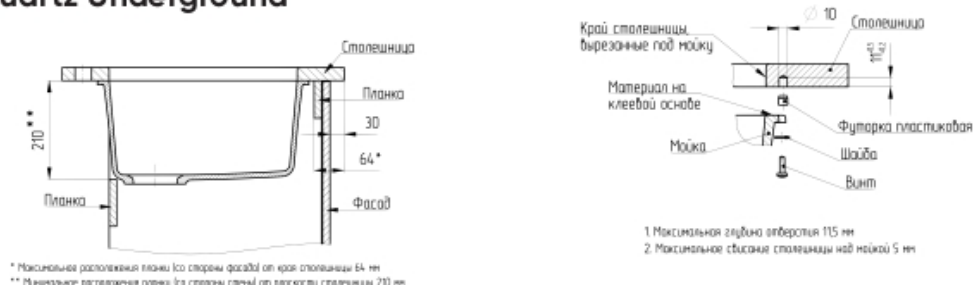 uartz Underground
Столешница
Планка
30
64*
210**
Планка
Фасад
* Максимальное расположения планки (со стороны фасада) от края столешницы 64 мм
** Минимальное расположения планки (со стороны стены) от плоскости столешницы 210 мм
Край столешницы,
вырезанные под мойку
⌀ 10
Столешница
Материал на
клеевой основе
Футорка пластиковая
Мойка
Шайба
Винт
1. Максимальная глубина отверстия 11,5 мм
2. Максимальное свисание столешницы над мойкой 5 мм